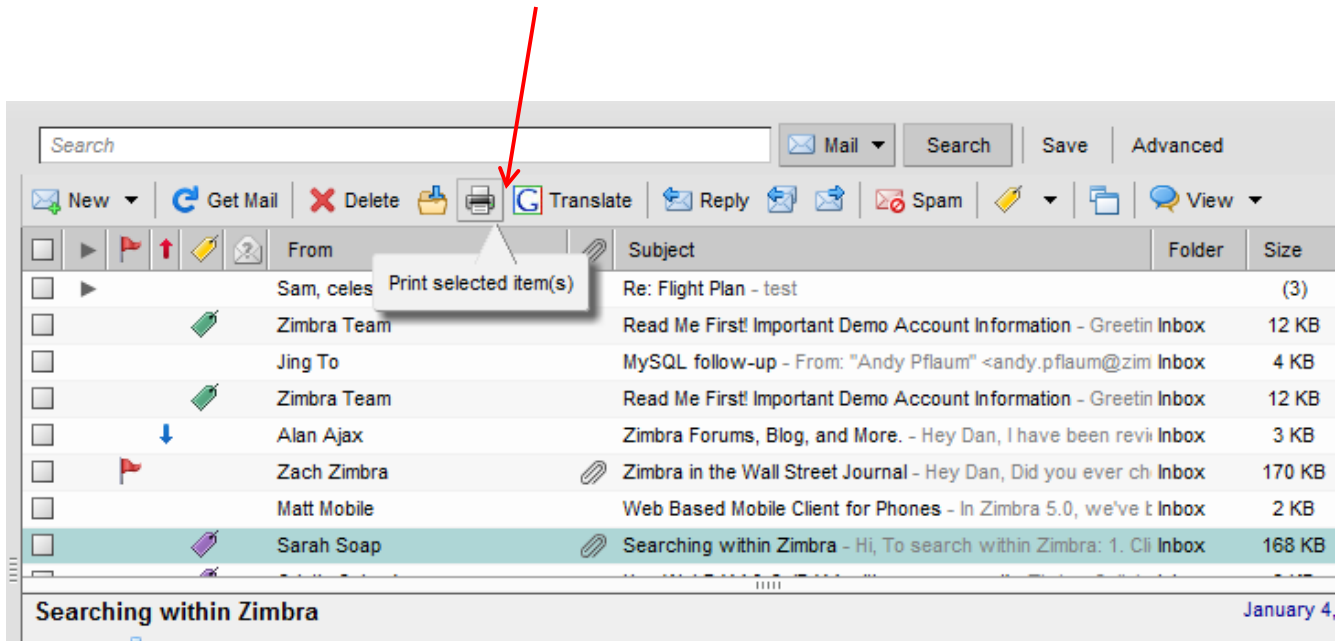 Search Mail Search Save Advanced
New Get Mail Delete Translate Reply Spam View
From Subject Folder Size
Print selected item(s)
Sam, celes Re: Flight Plan - test (3)
Zimbra Team Read Me First! Important Demo Account Information - Greetin Inbox 12 KB
Jing To MySQL follow-up - From: "Andy Pflaum" <andy.pflaum@zim Inbox 4 KB
Zimbra Team Read Me First! Important Demo Account Information - Greetin Inbox 12 KB
Alan Ajax Zimbra Forums, Blog, and More. - Hey Dan, I have been revi Inbox 3 KB
Zach Zimbra Zimbra in the Wall Street Journal - Hey Dan, Did you ever ch Inbox 170 KB
Matt Mobile Web Based Mobile Client for Phones - In Zimbra 5.0, we've Inbox 2 KB
Sarah Soap Searching within Zimbra - Hi, To search within Zimbra: 1. Cli Inbox 168 KB
Searching within Zimbra January 4,